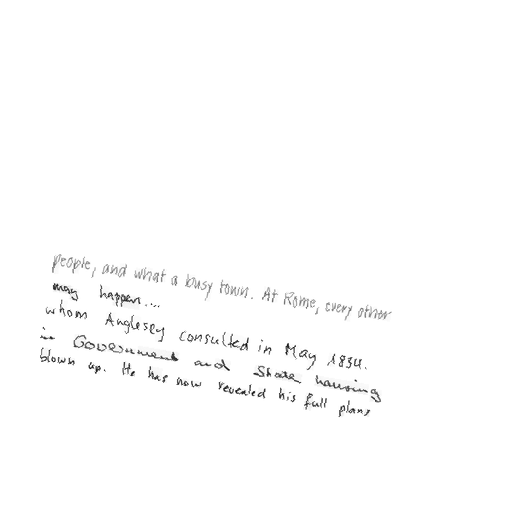 people, and what a busy town. At Rome, every other
may happen....
whom Anglesey consulted in May 1834.
in Government and State housing
blown up. He has now revealed his full plans